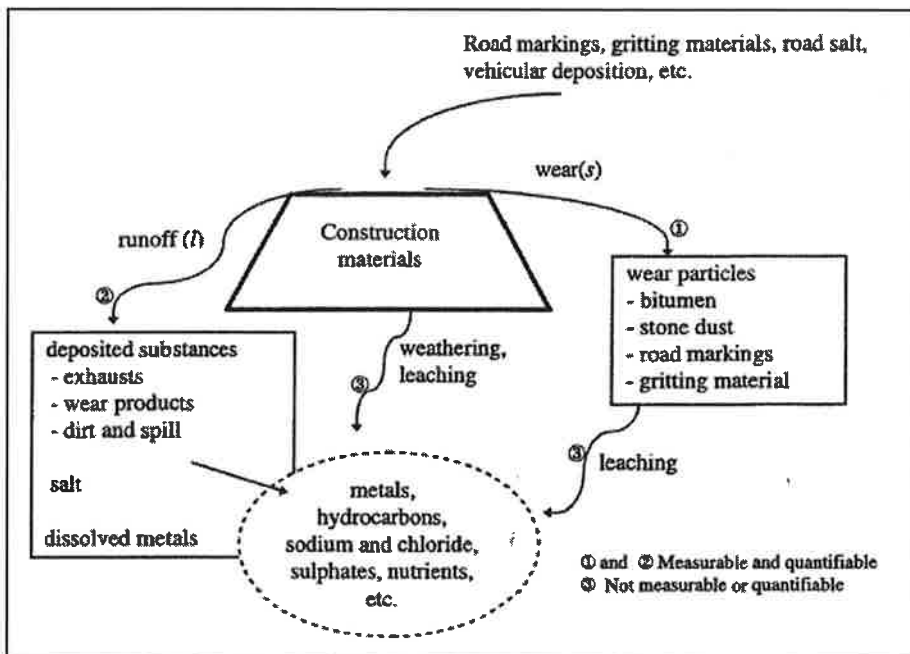 Road markings, gritting materials, road salt,
vehicular deposition, etc.
wear(s)
①
runoff (l)
②
Construction
materials
wear particles
- bitumen
- stone dust
- road markings
- gritting material
deposited substances
- exhausts
- wear products
- dirt and spill
salt
dissolved metals
weathering,
leaching
③
③
leaching
metals,
hydrocarbons,
sodium and chloride,
sulphates, nutrients,
etc.
① and ② Measurable and quantifiable
③ Not measurable or quantifiable